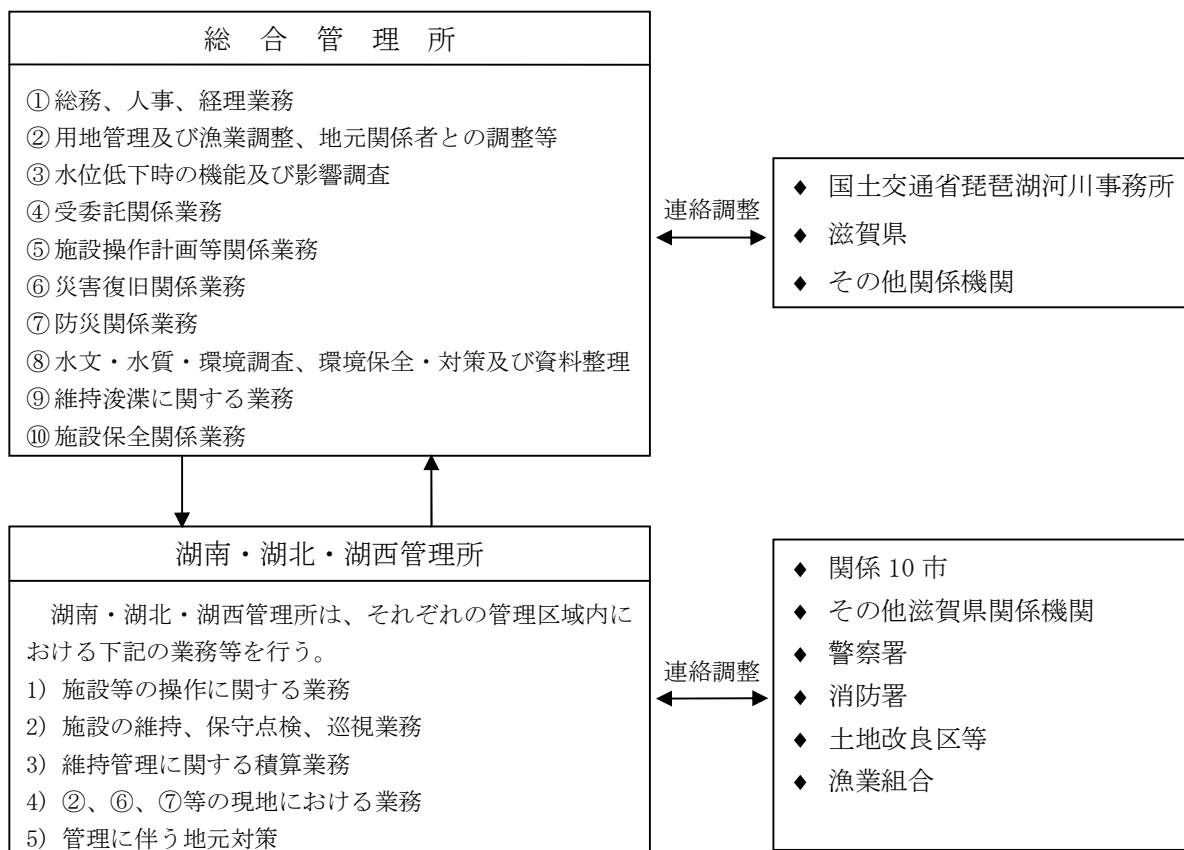 総合管理所
①総務、人事、経理業務
②用地管理及び漁業調整、地元関係者との調整等
③水位低下時の機能及び影響調査
④受委託関係業務
⑤施設操作計画等関係業務
⑥災害復旧関係業務
⑦防災関係業務
⑧水文・水質・環境調査、環境保全・対策及び資料整理
⑨維持浚渫に関する業務
⑩施設保全関係業務
連絡調整
◆ 国土交通省琵琶湖河川事務所
◆ 滋賀県
◆ その他関係機関
湖南・湖北・湖西管理所
湖南・湖北・湖西管理所は、それぞれの管理区域内に
おける下記の業務等を行う。
1) 施設等の操作に関する業務
2) 施設の維持、保守点検、巡視業務
3) 維持管理に関する積算業務
4) ②、⑥、⑦等の現地における業務
5) 管理に伴う地元対策
連絡調整
◆ 関係10市
◆ その他滋賀県関係機関
◆ 警察署
◆ 消防署
◆ 土地改良区等
◆ 漁業組合